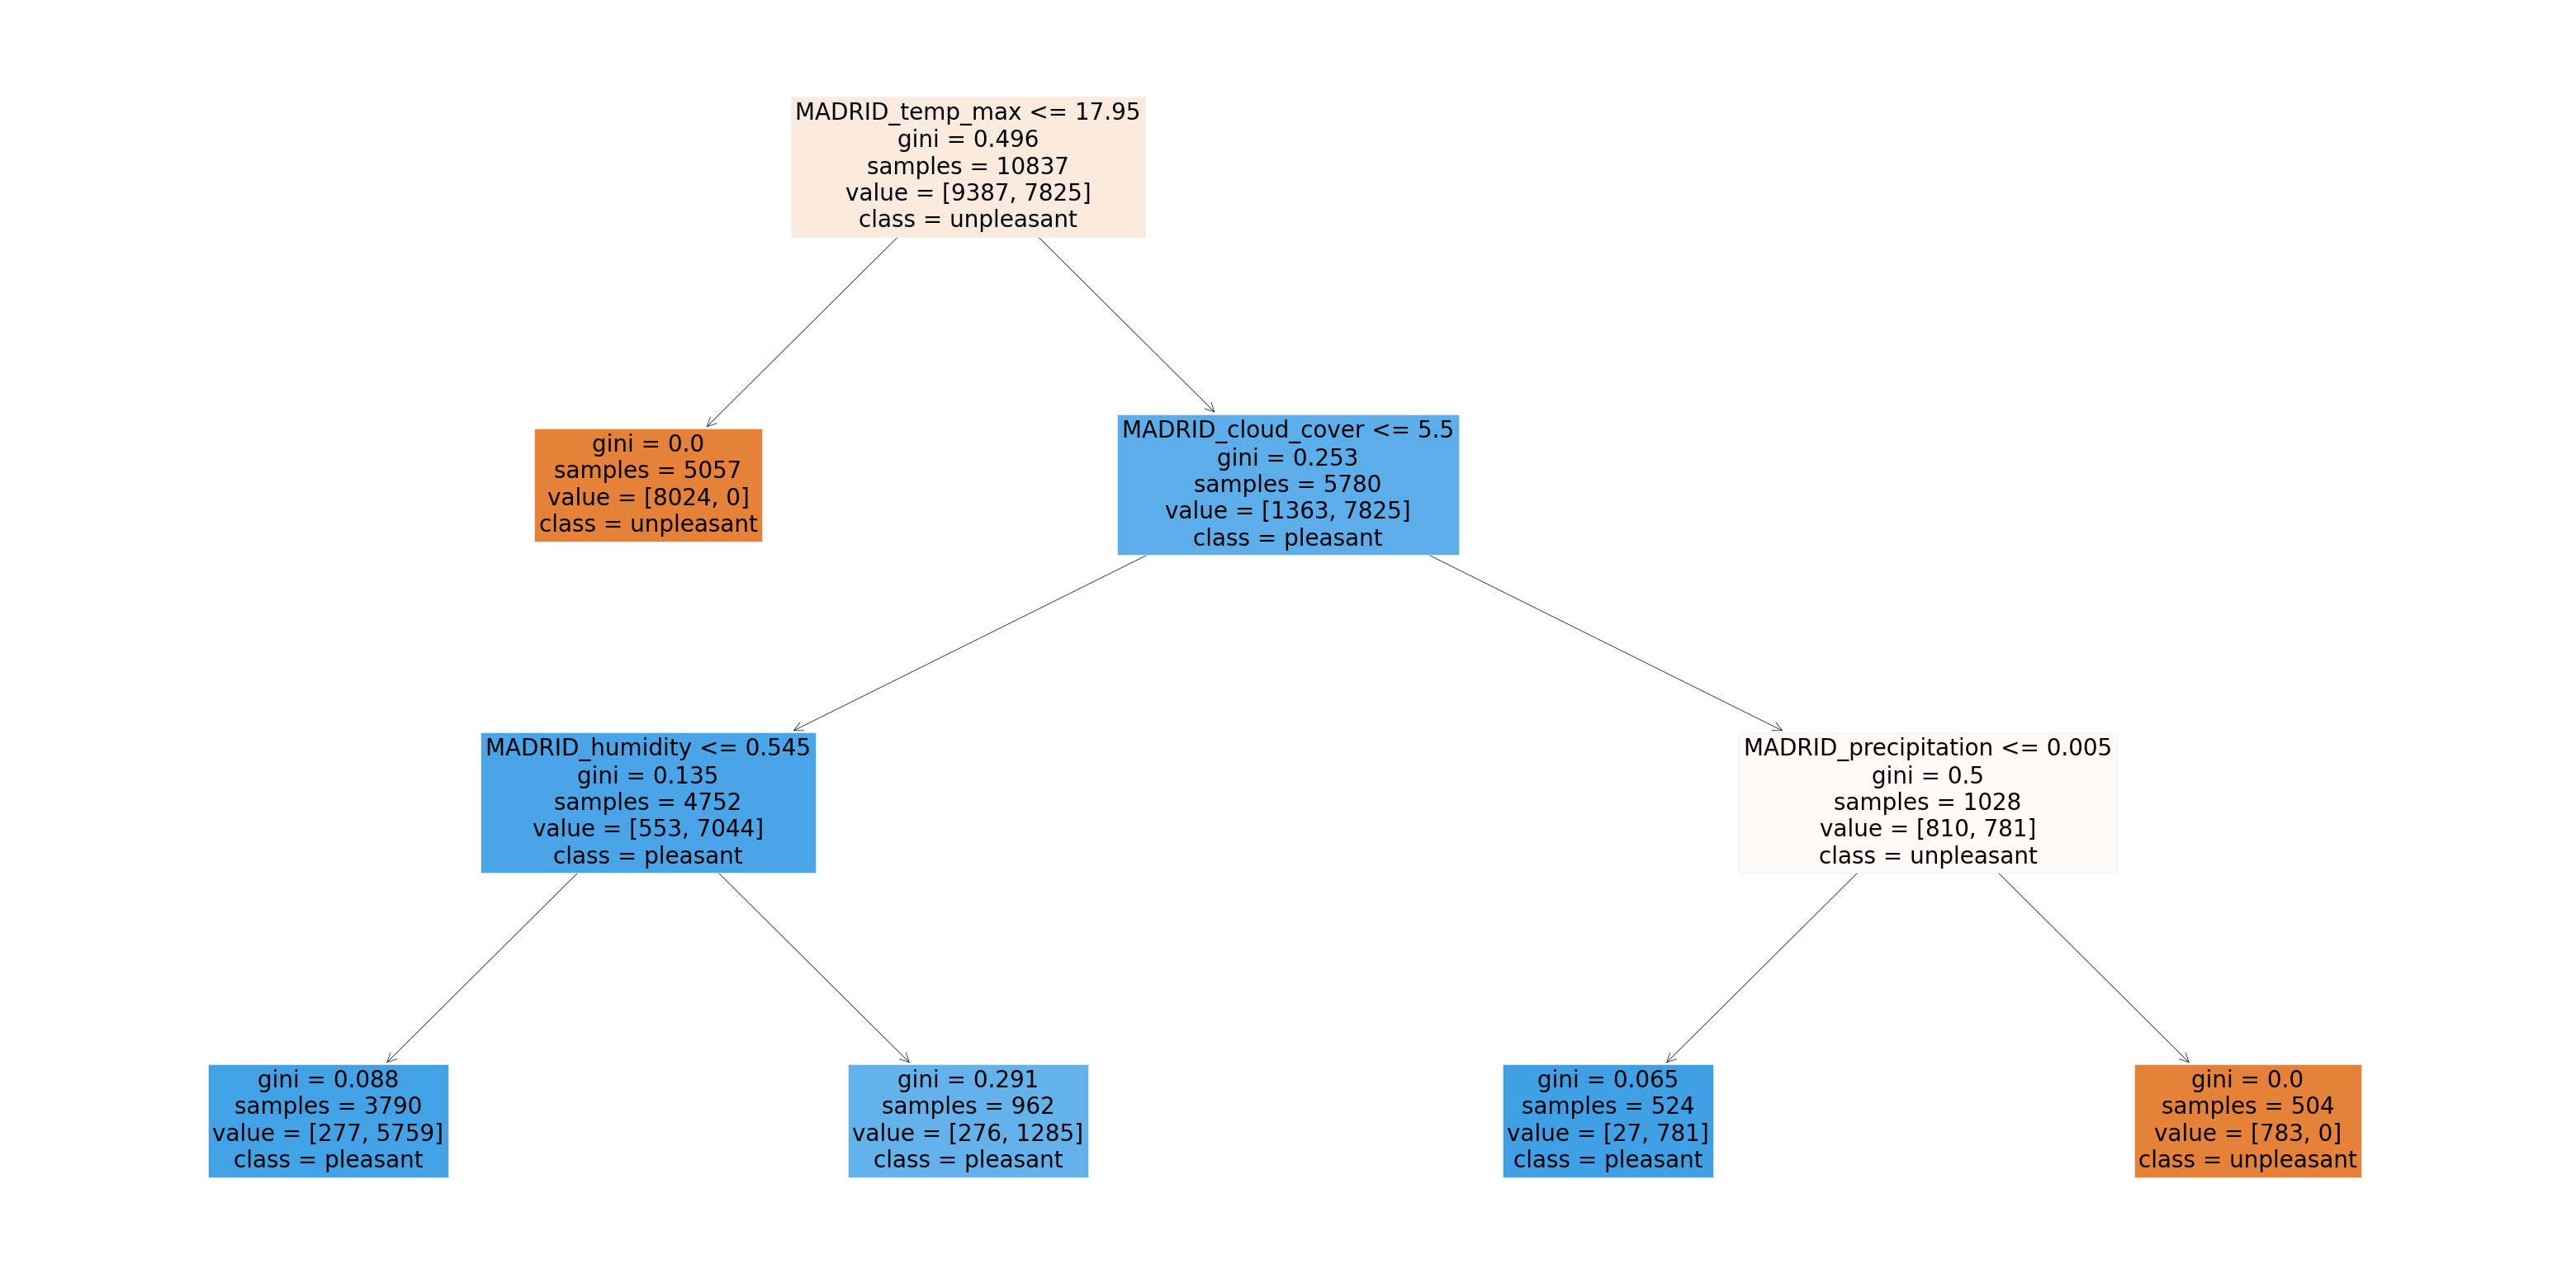 MADRID_temp_max <= 17.95
gini = 0.496
samples = 10837
value = [9387, 7825]
class = unpleasant
gini = 0.0
samples = 5057
value = [8024, 0]
class = unpleasant
MADRID_cloud_cover <= 5.5
gini = 0.253
samples = 5780
value = [1363, 7825]
class = pleasant
MADRID_humidity <= 0.545
gini = 0.135
samples = 4752
value = [553, 7044]
class = pleasant
MADRID_precipitation <= 0.005
gini = 0.5
samples = 1028
value = [810, 781]
class = unpleasant
gini = 0.088
samples = 3790
value = [277, 5759]
class = pleasant
gini = 0.291
samples = 962
value = [276, 1285]
class = pleasant
gini = 0.065
samples = 524
value = [27, 781]
class = pleasant
gini = 0.0
samples = 504
value = [783, 0]
class = unpleasant